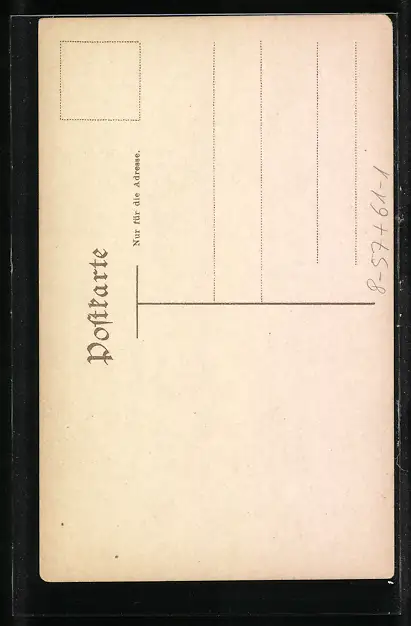 Postkarte
Nur für die Adresse.
8-57+61-1